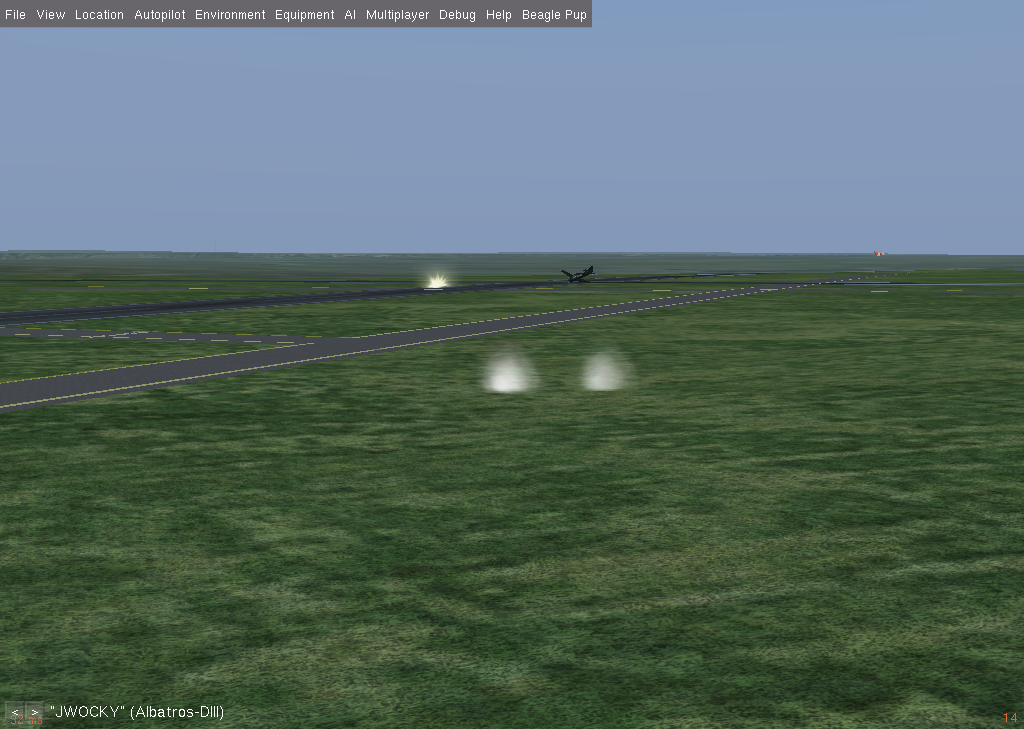 File View Location Autopilot Environment Equipment AI Multiplayer Debug Help Beagle Pup
< > "JWOCKY" (Albatros-DIII)
14